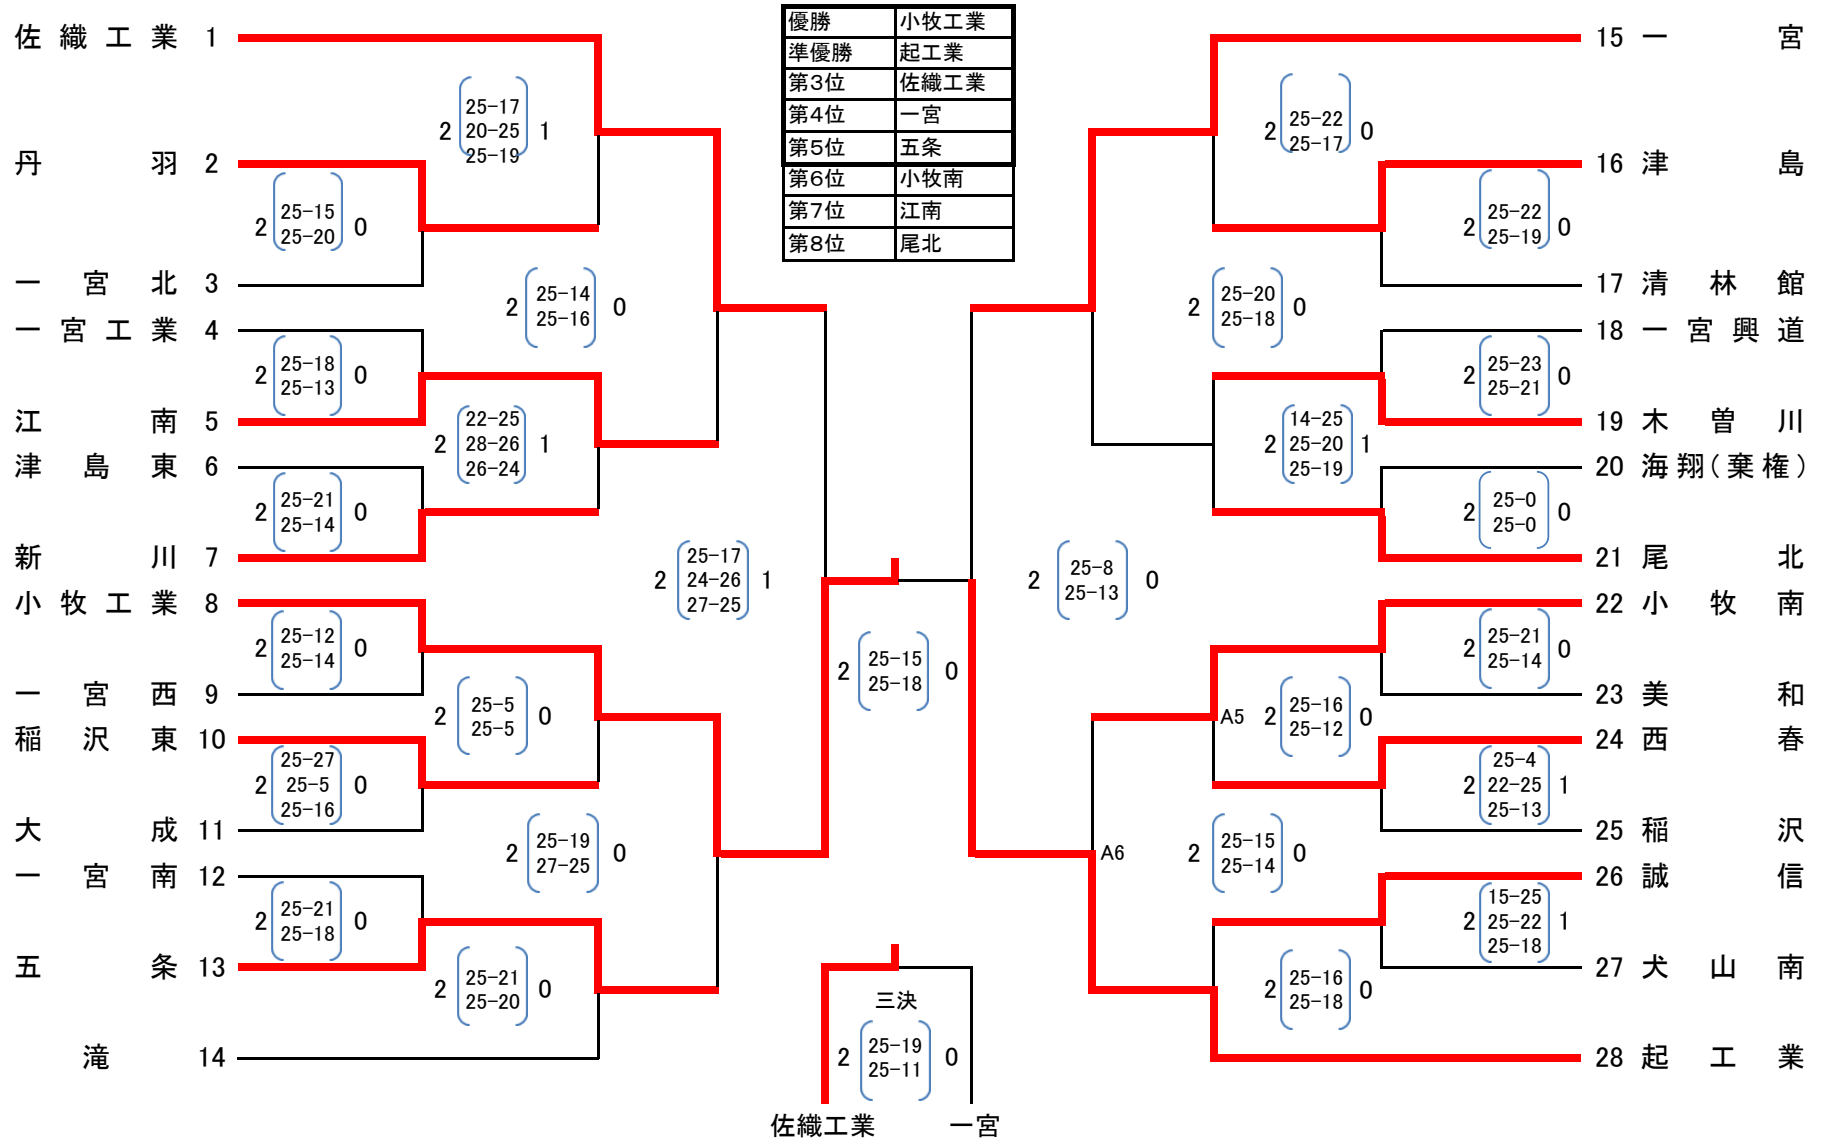 佐織工業 1
丹羽 2
一宮北 3
一宮工業 4
江南 5
津島東 6
新川 7
小牧工業 8
一宮西 9
稲沢東 10
大成 11
一宮南 12
五条 13
滝 14
2 25-15 0
25-20
2 25-18 0
25-13
2 25-21 0
25-14
2 25-12 0
25-14
2 25-27 0
25-5
25-16
2 25-21 0
25-18
2 25-17 1
20-25
25-19
2 22-25 1
28-26
26-24
2 25-5 0
25-5
2 25-21 0
25-20
2 25-14 0
25-16
2 25-19 0
27-25
2 25-17 1
24-26
27-25
優勝 小牧工業
準優勝 起工業
第3位 佐織工業
第4位 一宮
第5位 五条
第6位 小牧南
第7位 江南
第8位 尾北
2 25-15 0
25-18
三決
2 25-19 0
25-11
佐織工業 一宮
2 25-8 0
25-13
2 25-20 0
25-18
A6 2 25-15 0
25-14
2 25-22 0
25-17
2 14-25 1
25-20
25-19
A5 2 25-16 0
25-12
2 25-16 0
25-18
2 25-22 0
25-19
2 25-23 0
25-21
2 25-0 0
25-0
2 25-21 0
25-14
2 25-4 1
22-25
25-13
2 15-25 1
25-22
25-18
15 一宮
16 津島
17 清林館
18 一宮興道
19 木曽川
20 海翔(棄権)
21 尾北
22 小牧南
23 美和
24 西春
25 稲沢
26 誠信
27 犬山南
28 起工業